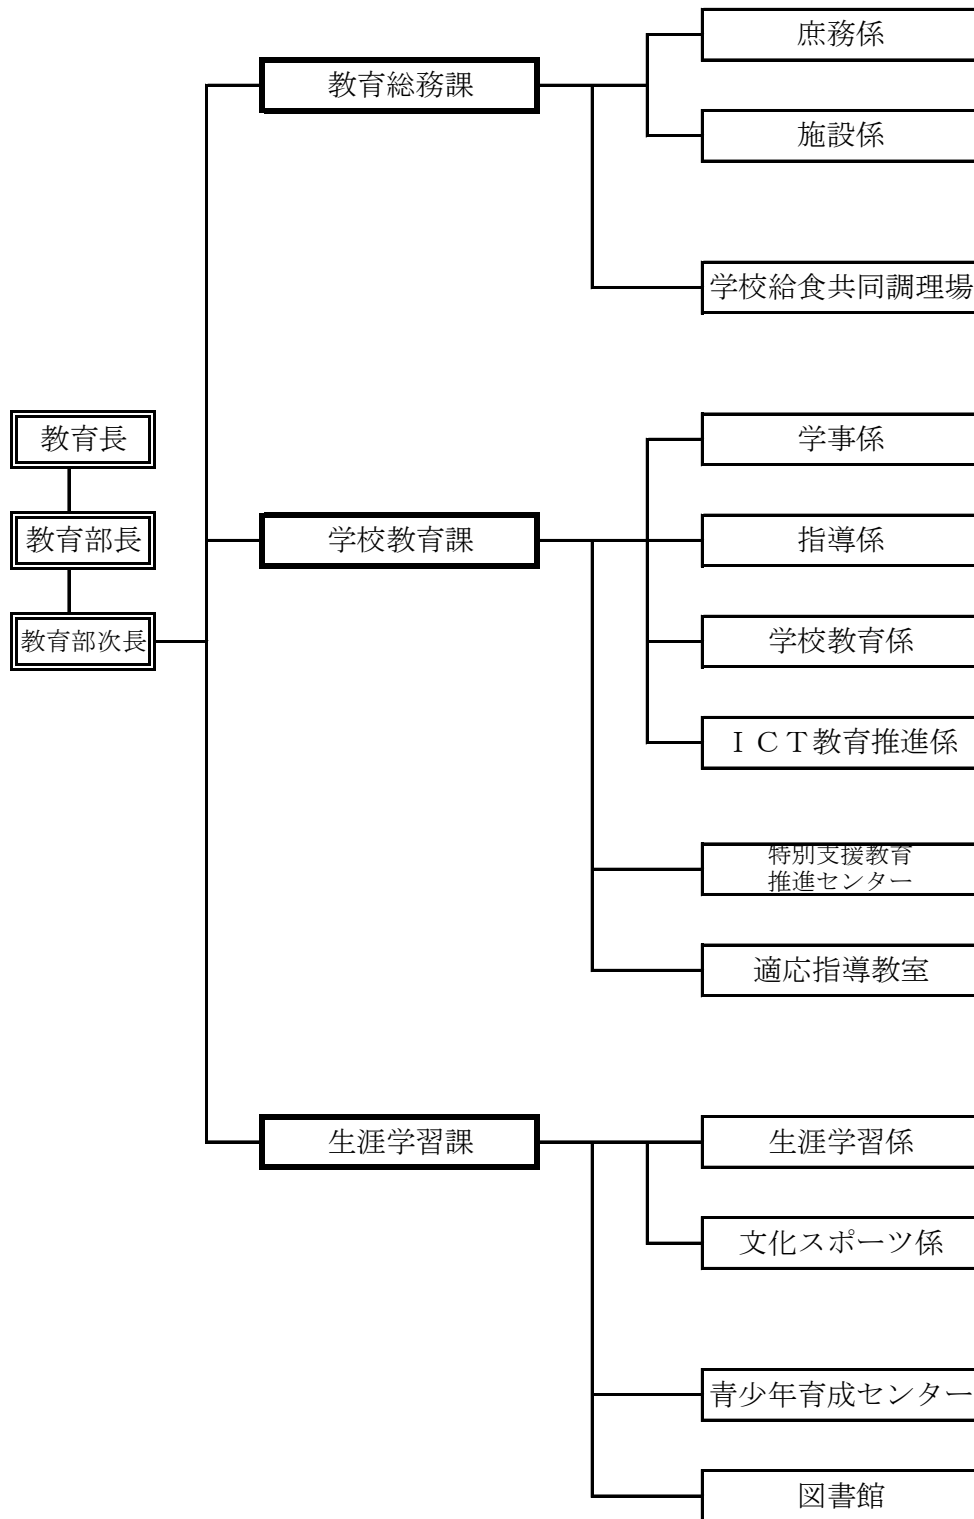 教育長
教育部長
教育部次長
教育総務課
庶務係
施設係
学校給食共同調理場
学校教育課
学事係
指導係
学校教育係
ＩＣＴ教育推進係
特別支援教育
推進センター
適応指導教室
生涯学習課
生涯学習係
文化スポーツ係
青少年育成センター
図書館